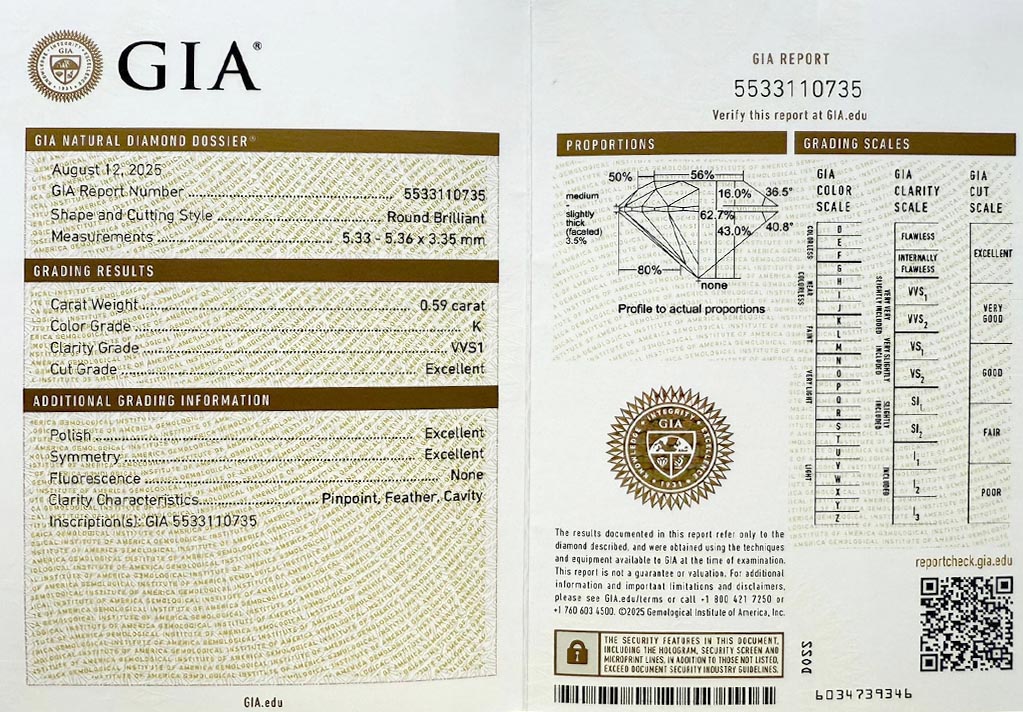 GIA®
GIA NATURAL DIAMOND DOSSIER®
August 12, 2025
GIA Report Number 5533110735
Shape and Cutting Style Round Brilliant
Measurements 5.33 - 5.36 x 3.35 mm
GRADING RESULTS
Carat Weight 0.59 carat
Color Grade K
Clarity Grade VVS1
Cut Grade Excellent
ADDITIONAL GRADING INFORMATION
Polish Excellent
Symmetry Excellent
Fluorescence None
Clarity Characteristics Pinpoint, Feather, Cavity
Inscription(s): GIA 5533110735
GIA.edu
GIA REPORT
5533110735
Verify this report at GIA.edu
PROPORTIONS
50%
56%
medium
-
slightly
thick
(faceted)
3.5%
16.0%
36.5°
62.7%
43.0%
40.8°
80%
none
Profile to actual proportions
INTEGRITY
GIA
1931
The results documented in this report refer only to the
diamond described, and were obtained using the techniques
and equipment available to GIA at the time of examination.
This report is not a guarantee or valuation. For additional
information and important limitations and disclaimers,
please see GIA.edu/terms or call +1 800 421 7250 or
+1 760 603 4500. ©2025 Gemological Institute of America, Inc.
THE SECURITY FEATURES IN THIS DOCUMENT,
INCLUDING THE HOLOGRAM, SECURITY SCREEN AND
MICROPRINT LINES, IN ADDITION TO THOSE NOT LISTED,
EXCEED DOCUMENT SECURITY INDUSTRY GUIDELINES.
GRADING SCALES
GIA
COLOR
SCALE
COLORLESS
NEAR COLORLESS
FAINT
VERY LIGHT
LIGHT
D
E
F
G
H
I
J
K
L
M
N
O
P
Q
R
S
T
U
V
W
X
Y
Z
GIA
CLARITY
SCALE
FLAWLESS
INTERNALLY
FLAWLESS
VERY VERY
SLIGHTLY INCLUDED
VVS1
VVS2
VERY SLIGHTLY
INCLUDED
VS1
VS2
SLIGHTLY
INCLUDED
SI1
SI2
INCLUDED
I1
I2
I3
GIA
CUT
SCALE
EXCELLENT
VERY
GOOD
GOOD
FAIR
POOR
reportcheck.gia.edu
6034739346